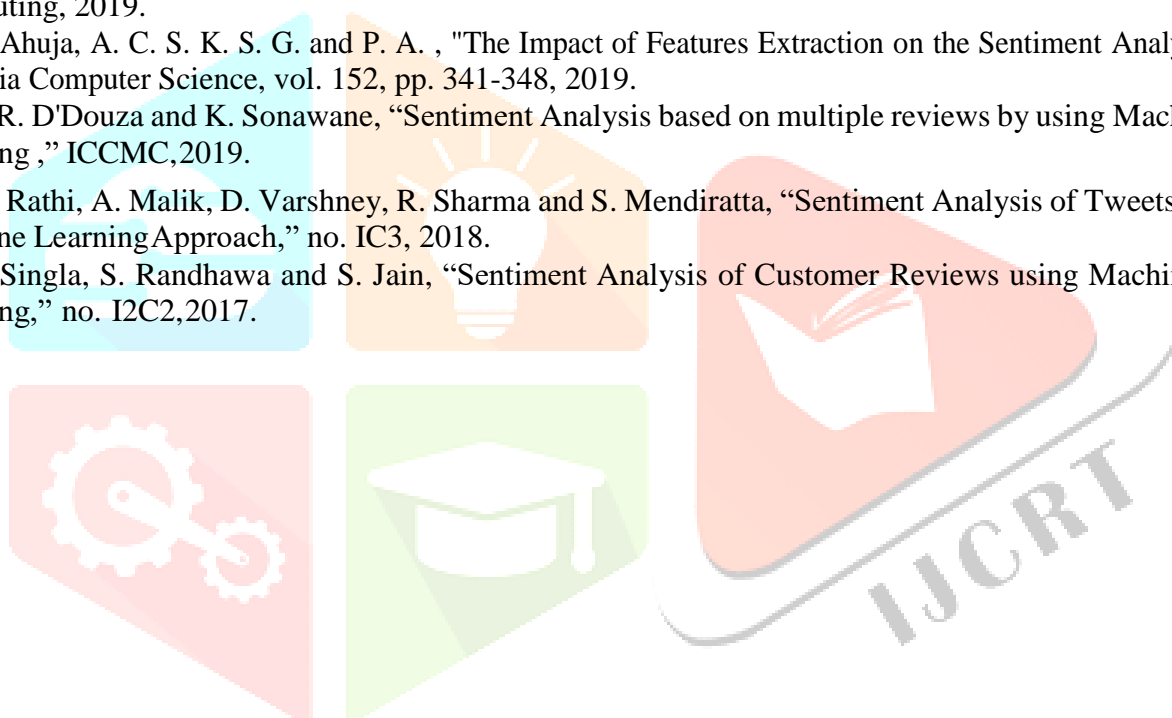 uting, 2019.
Ahuja, A. C. S. K. S. G. and P. A. , "The Impact of Features Extraction on the Sentiment Analy
ia Computer Science, vol. 152, pp. 341-348, 2019.
R. D'Douza and K. Sonawane, “Sentiment Analysis based on multiple reviews by using Mach
ng ,” ICCMC,2019.
Rathi, A. Malik, D. Varshney, R. Sharma and S. Mendiratta, “Sentiment Analysis of Tweets
ne LearningApproach,” no. IC3, 2018.
Singla, S. Randhawa and S. Jain, “Sentiment Analysis of Customer Reviews using Machin
ng,” no. I2C2,2017.
IJCRT